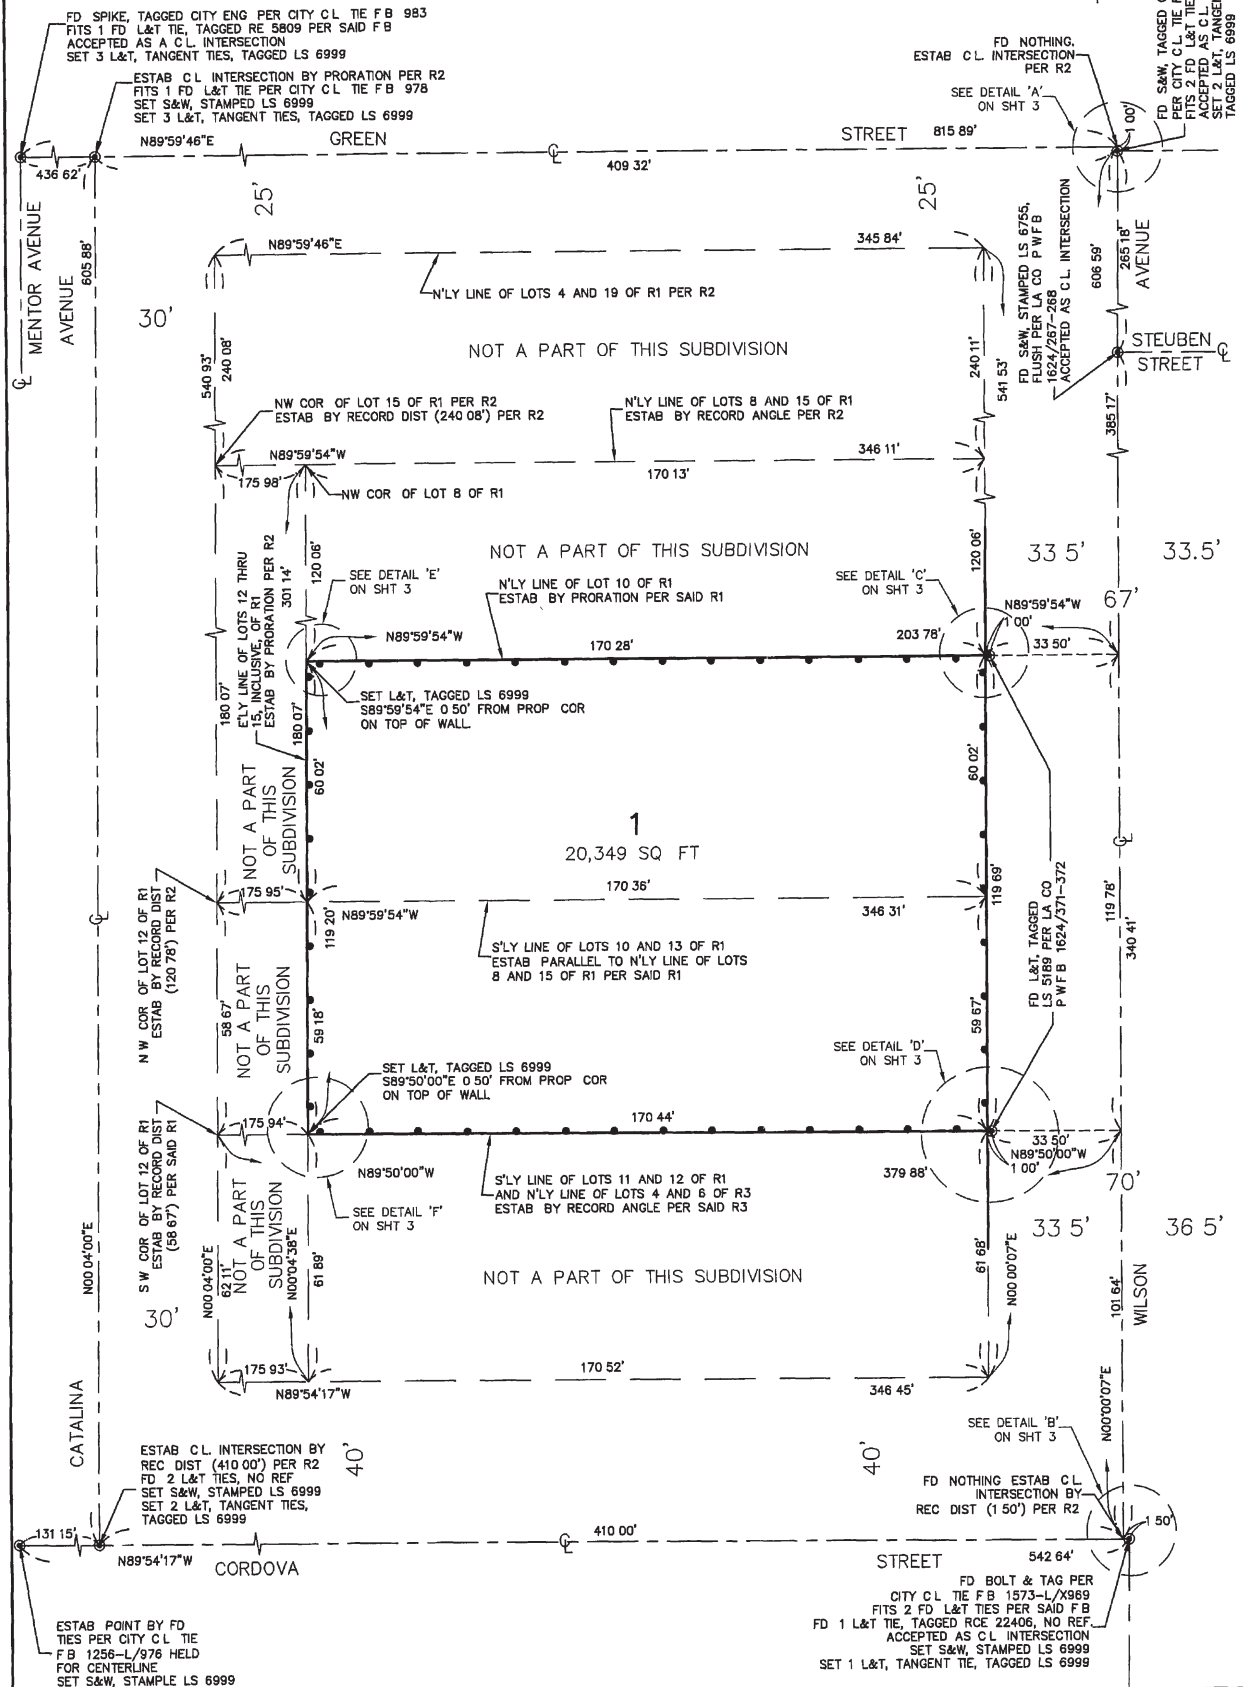 FD SPIKE, TAGGED CITY ENG PER CITY C L TIE F B 983
FITS 1 FD L&T TIE, TAGGED RE 5809 PER SAID F B
ACCEPTED AS A C L. INTERSECTION
SET 3 L&T, TANGENT TIES, TAGGED LS 6999
ESTAB C L INTERSECTION BY PRORATION PER R2
FITS 1 FD L&T TIE PER CITY C L TIE F B 978
SET S&W, STAMPED LS 6999
SET 3 L&T, TANGENT TIES, TAGGED LS 6999
FD NOTHING.
ESTAB C L. INTERSECTION
PER R2
SEE DETAIL 'A'
ON SHT 3
1 00'
FD S&W, TAGGED
PER CITY C L. TIE
FITS 2 FD L&T TIE
ACCEPTED AS C L.
SET 2 L&T,
TAGGED LS 6999
N89°59'46"E
GREEN
STREET
815 89'
436 62'
409 32'
25'
25'
MENTOR AVENUE
AVENUE
605 88'
30'
N89°59'46"E
345 84'
N'LY LINE OF LOTS 4 AND 19 OF R1 PER R2
NOT A PART OF THIS SUBDIVISION
540 93'
240 08'
240 11'
541 53'
FD S&W, STAMPED LS 6755,
FLUSH PER LA CO P W F B
1624/267-268
ACCEPTED AS C L INTERSECTION
606 59'
265 18'
AVENUE
STEUBEN
STREET
385 17'
NW COR OF LOT 15 OF R1 PER R2
ESTAB BY RECORD DIST (240 08') PER R2
N'LY LINE OF LOTS 8 AND 15 OF R1
ESTAB BY RECORD ANGLE PER R2
N89°59'54"W
346 11'
175 98'
170 13'
NW COR OF LOT 8 OF R1
NOT A PART OF THIS SUBDIVISION
E'LY LINE OF LOTS 12 THRU
15, INCLUSIVE, OF R1
ESTAB BY PRORATION PER R2
301 14'
120 06'
120 06'
33 5'
33.5'
SEE DETAIL 'E'
ON SHT 3
N'LY LINE OF LOT 10 OF R1
ESTAB BY PRORATION PER SAID R1
SEE DETAIL 'C'
ON SHT 3
N89°59'54"W
67'
1 00'
33 50'
N89°59'54"W
170 28'
203 78'
180 07'
180 07'
SET L&T, TAGGED LS 6999
S89°59'54"E 0 50' FROM PROP COR
ON TOP OF WALL
60 02'
60 02'
NOT A PART
OF THIS
SUBDIVISION
1
20,349 SQ FT
175 95'
170 36'
N89°59'54"W
346 31'
119 20'
119 69'
FD L&T, TAGGED
LS 5189 PER LA CO
P W F B 1624/371-372
119 78'
340 41'
N W COR OF LOT 12 OF R1
ESTAB BY RECORD DIST
(120 78') PER R2
S'LY LINE OF LOTS 10 AND 13 OF R1
ESTAB PARALLEL TO N'LY LINE OF LOTS
8 AND 15 OF R1 PER SAID R1
58 67'
NOT A PART
OF THIS
SUBDIVISION
59 18'
59 67'
SEE DETAIL 'D'
ON SHT 3
SET L&T, TAGGED LS 6999
S89°50'00"E 0 50' FROM PROP COR
ON TOP OF WALL
175 94'
170 44'
33 50'
N89°50'00"W
1 00'
N89°50'00"W
379 88'
S W COR OF LOT 12 OF R1
ESTAB BY RECORD DIST
(58 67') PER SAID R1
S'LY LINE OF LOTS 11 AND 12 OF R1
AND N'LY LINE OF LOTS 4 AND 6 OF R3
ESTAB BY RECORD ANGLE PER SAID R3
70'
SEE DETAIL 'F'
ON SHT 3
33 5'
36 5'
N00 04'00"E
N00 04'00"E
62 11'
NOT A PART
OF THIS
SUBDIVISION
N00°04'38"E
61 89'
NOT A PART OF THIS SUBDIVISION
61 68'
N00 00'07"E
101 64'
WILSON
30'
175 93'
170 52'
N89°54'17"W
346 45'
CATALINA
N00°00'07"E
SEE DETAIL 'B'
ON SHT 3
ESTAB C L. INTERSECTION BY
REC DIST (410 00') PER R2
FD 2 L&T TIES, NO REF
SET S&W, STAMPED LS 6999
SET 2 L&T, TANGENT TIES,
TAGGED LS 6999
40'
40'
FD NOTHING ESTAB C L
INTERSECTION BY
REC DIST (1 50') PER R2
1 50'
131 15'
410 00'
N89°54'17"W
CORDOVA
STREET
542 64'
FD BOLT & TAG PER
CITY C L TIE F B 1573-L/X969
FITS 2 FD L&T TIES PER SAID F B
FD 1 L&T TIE, TAGGED RCE 22406, NO REF.
ACCEPTED AS C L INTERSECTION
SET S&W, STAMPED LS 6999
SET 1 L&T, TANGENT TIE, TAGGED LS 6999
ESTAB POINT BY FD
TIES PER CITY C L TIE
F B 1256-L/976 HELD
FOR CENTERLINE
SET S&W, STAMPLE LS 6999